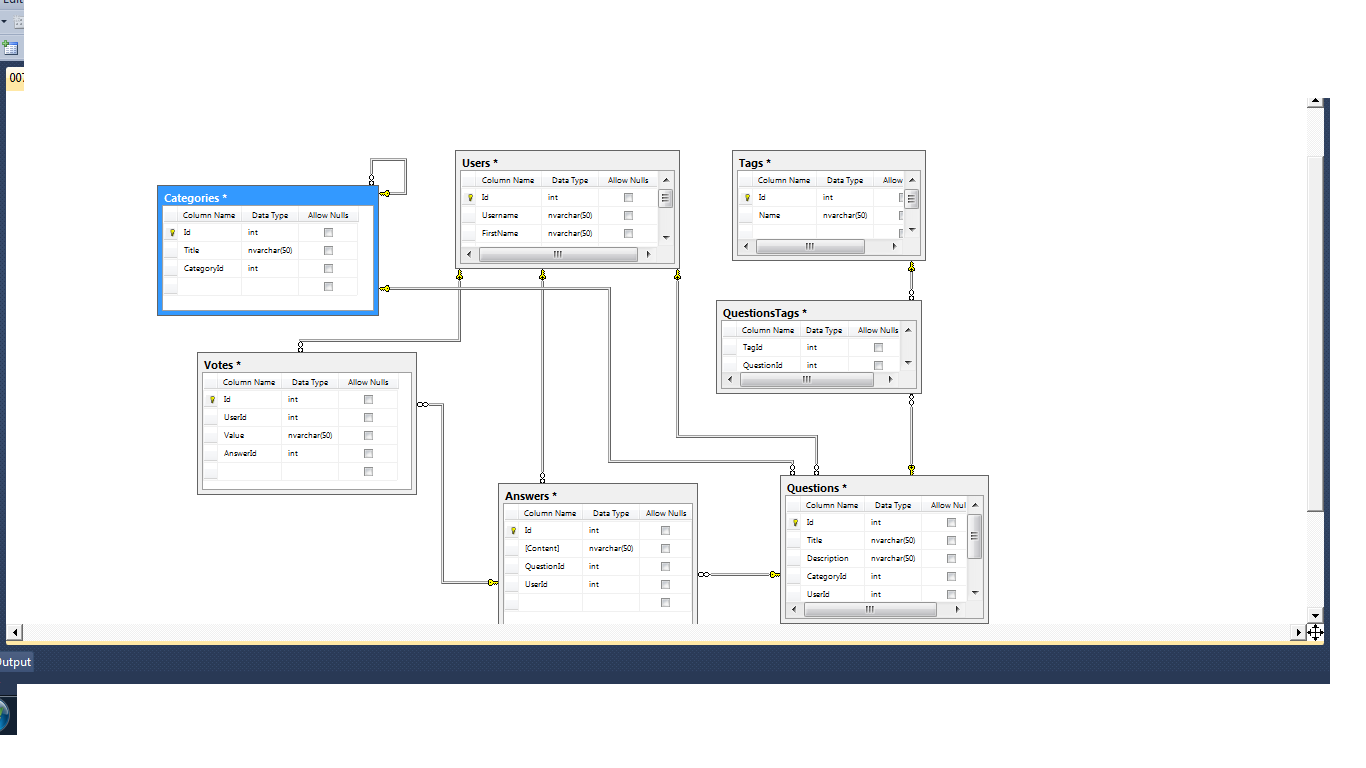 007
Users *
Column Name Data Type Allow Nulls
Id int
Username nvarchar(50)
FirstName nvarchar(50)
Tags *
Column Name Data Type Allow
Id int
Name nvarchar(50)
Categories *
Column Name Data Type Allow Nulls
Id int
Title nvarchar(50)
CategoryId int
QuestionsTags *
Column Name Data Type Allow Nulls
TagId int
QuestionId int
Votes *
Column Name Data Type Allow Nulls
Id int
UserId int
Value nvarchar(50)
AnswerId int
Answers *
Column Name Data Type Allow Nulls
Id int
[Content] nvarchar(50)
QuestionId int
UserId int
Questions *
Column Name Data Type Allow Nul
Id int
Title nvarchar(50)
Description nvarchar(50)
CategoryId int
UserId int
Output